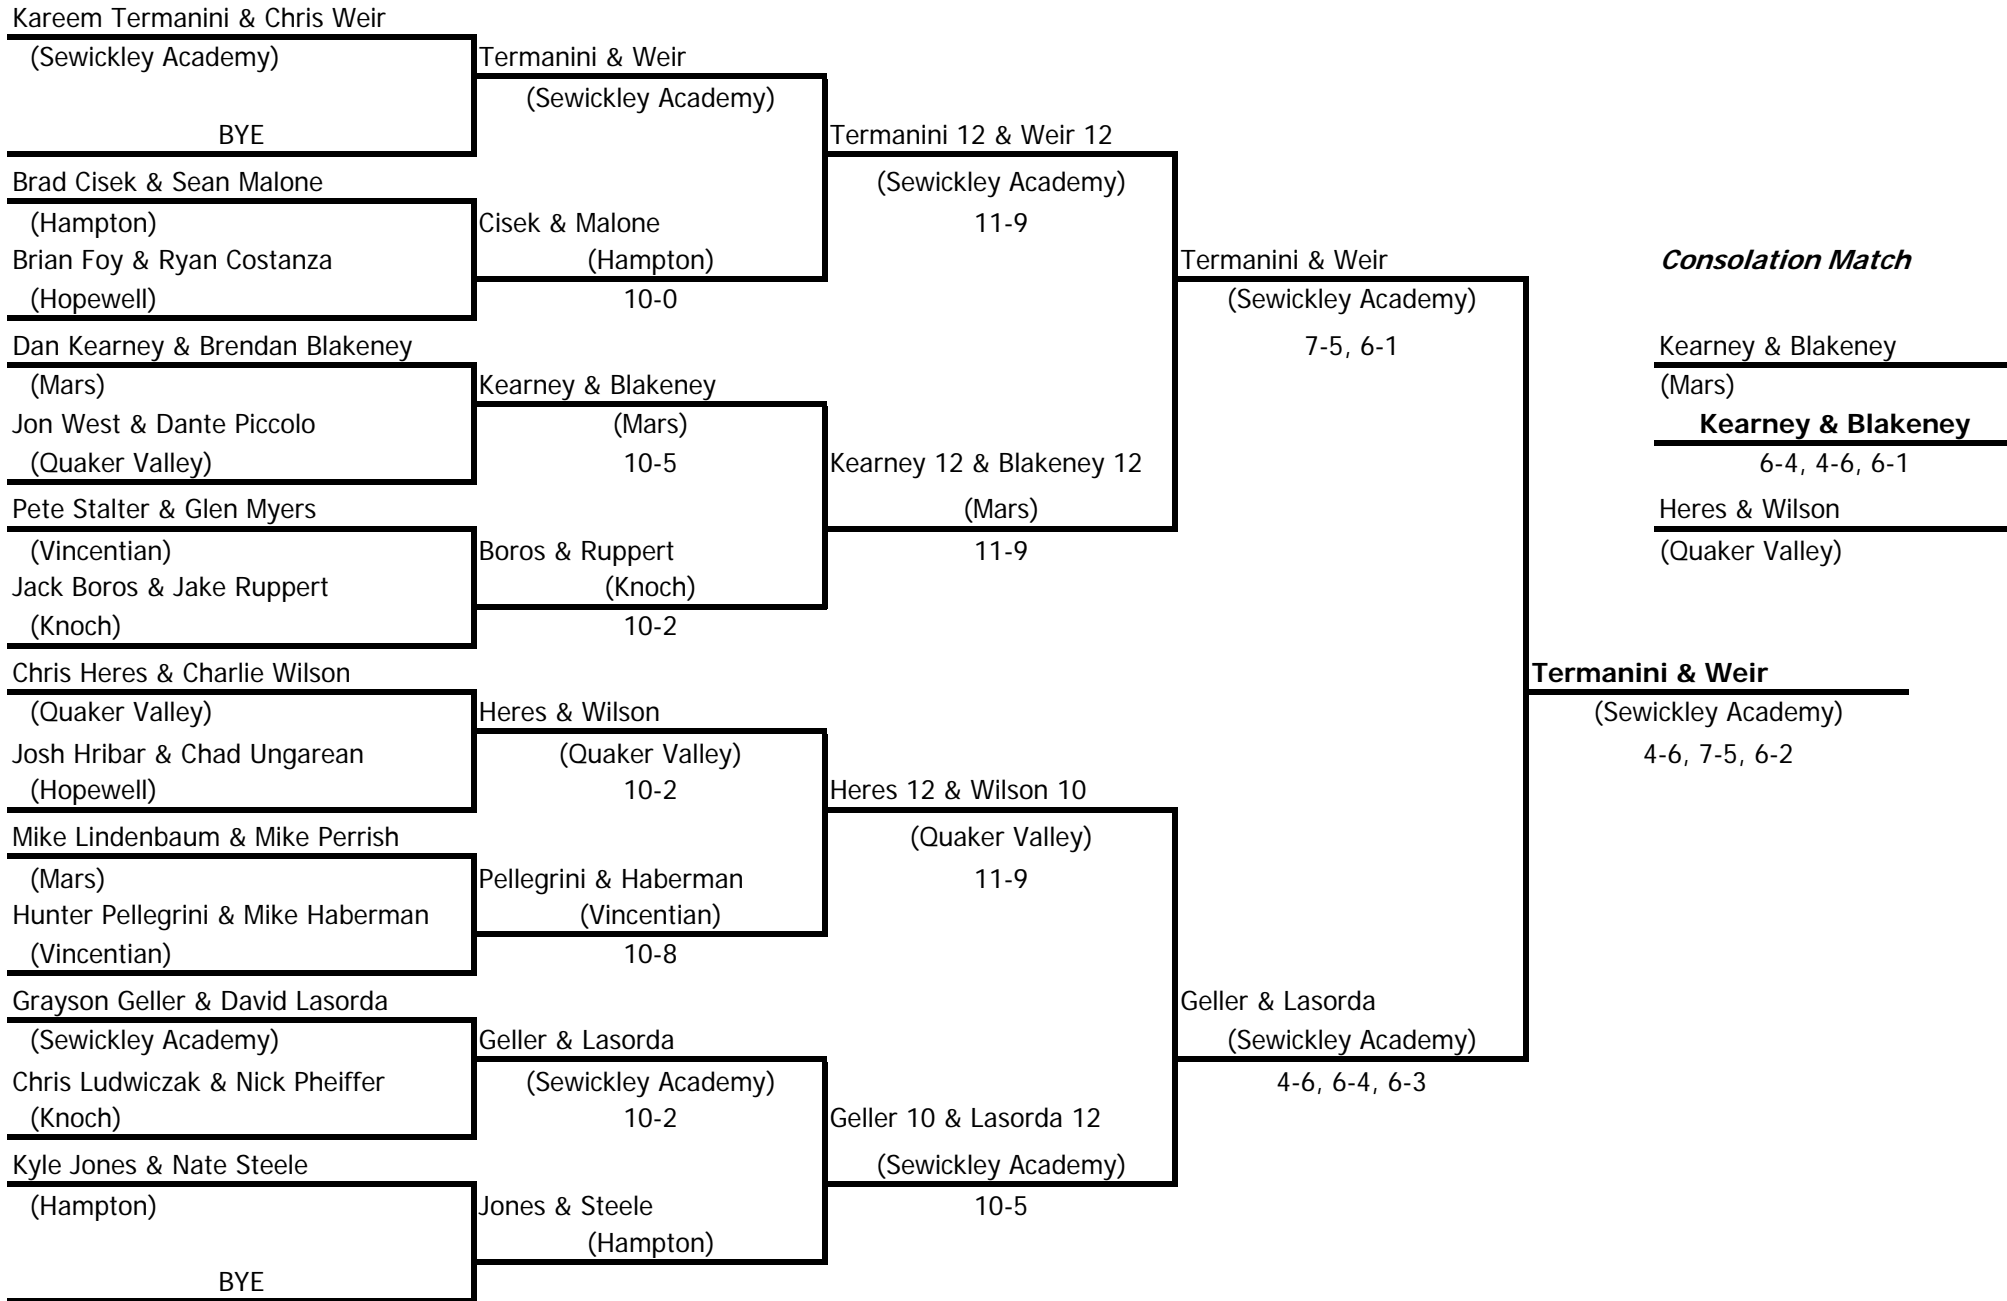 Kareem Termanini & Chris Weir
(Sewickley Academy)
BYE
Brad Cisek & Sean Malone
(Hampton)
Brian Foy & Ryan Costanza
(Hopewell)
Dan Kearney & Brendan Blakeney
(Mars)
Jon West & Dante Piccolo
(Quaker Valley)
Pete Stalter & Glen Myers
(Vincentian)
Jack Boros & Jake Ruppert
(Knoch)
Chris Heres & Charlie Wilson
(Quaker Valley)
Josh Hribar & Chad Ungarean
(Hopewell)
Mike Lindenbaum & Mike Perrish
(Mars)
Hunter Pellegrini & Mike Haberman
(Vincentian)
Grayson Geller & David Lasorda
(Sewickley Academy)
Chris Ludwiczak & Nick Pheiffer
(Knoch)
Kyle Jones & Nate Steele
(Hampton)
BYE
Termanini & Weir
(Sewickley Academy)
Cisek & Malone
(Hampton)
10-0
Kearney & Blakeney
(Mars)
10-5
Boros & Ruppert
(Knoch)
10-2
Heres & Wilson
(Quaker Valley)
10-2
Pellegrini & Haberman
(Vincentian)
10-8
Geller & Lasorda
(Sewickley Academy)
10-2
Jones & Steele
(Hampton)
Termanini 12 & Weir 12
(Sewickley Academy)
11-9
Kearney 12 & Blakeney 12
(Mars)
11-9
Heres 12 & Wilson 10
(Quaker Valley)
11-9
Geller 10 & Lasorda 12
(Sewickley Academy)
10-5
Termanini & Weir
(Sewickley Academy)
7-5, 6-1
Geller & Lasorda
(Sewickley Academy)
4-6, 6-4, 6-3
Termanini & Weir
(Sewickley Academy)
4-6, 7-5, 6-2
Consolation Match
Kearney & Blakeney
(Mars)
Kearney & Blakeney
6-4, 4-6, 6-1
Heres & Wilson
(Quaker Valley)